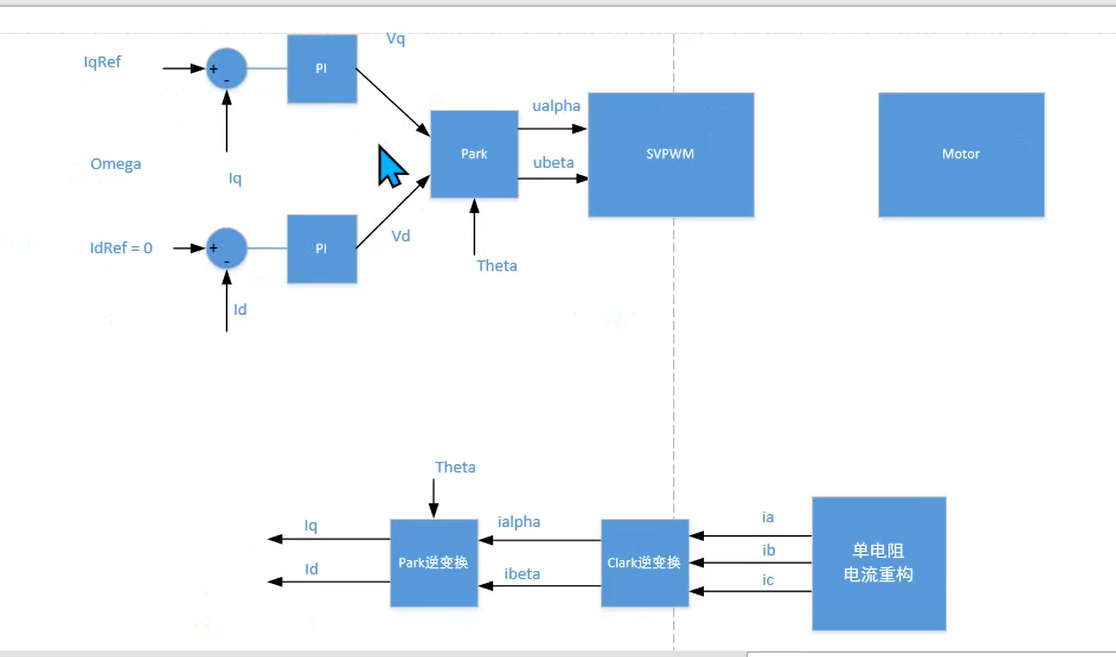 Vq
IqRef
+
-
PI
ualpha
Park
SVPWM
Motor
Omega
Iq
ubeta
IdRef = 0
+
-
PI
Vd
Theta
Id
Theta
Iq
ialpha
ia
Park逆变换
Clark逆变换
ib
单电阻
电流重构
Id
ibeta
ic